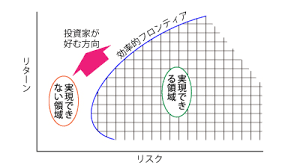 投資家が
好む方向
効率的フロンティア
リターン
実現でき
ない領域
実現でき
る領域
リスク